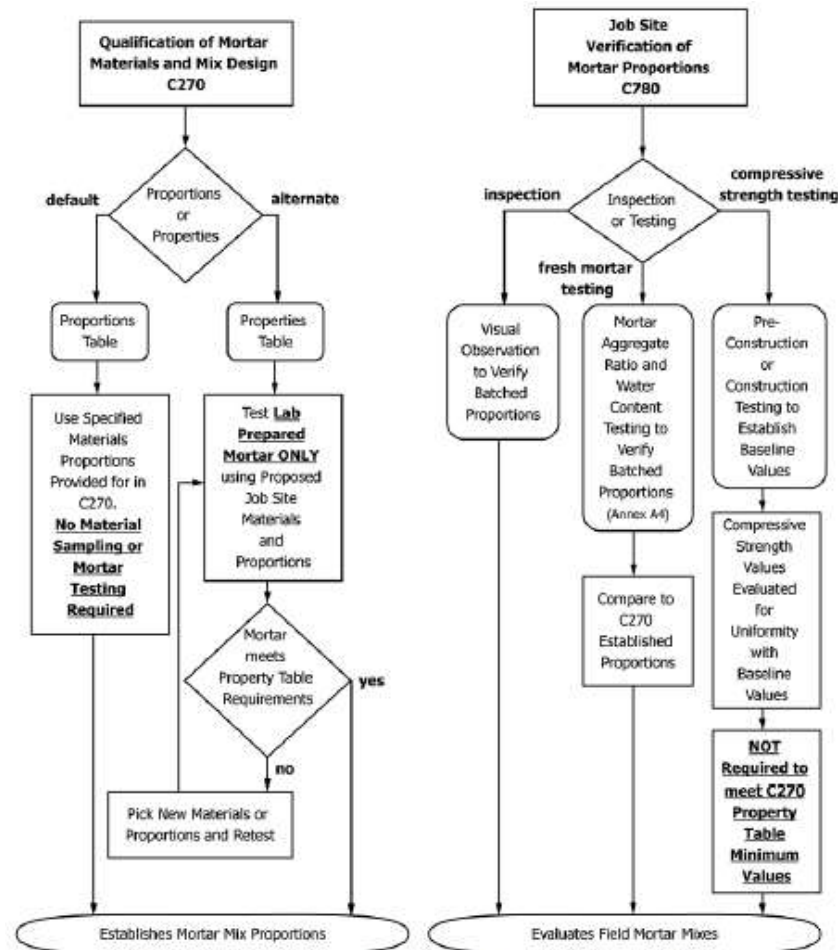 Qualification of Mortar
Materials and Mix Design
C270
default
Proportions
or
Properties
alternate
Proportions
Table
Properties
Table
Use Specified
Materials
Proportions
Provided for in
C270.
No Material
Sampling or
Mortar
Testing
Required
Test Lab
Prepared
Mortar ONLY
using Proposed
Job Site
Materials
and
Proportions
Mortar
meets
Property Table
Requirements
yes
no
Pick New Materials or
Proportions and Retest
Establishes Mortar Mix Proportions
Job Site
Verification of
Mortar Proportions
C780
inspection
Inspection
or Testing
compressive
strength testing
fresh mortar
testing
Visual
Observation
to Verify
Batched
Proportions
Mortar
Aggregate
Ratio and
Water
Content
Testing to
Verify
Batched
Proportions
(Annex A4)
Compare to
C270
Established
Proportions
Pre-
Construction
or
Construction
Testing to
Establish
Baseline
Values
Compressive
Strength
Values
Evaluated
for
Uniformity
with
Baseline
Values
NOT
Required to
meet C270
Property
Table
Minimum
Values
Evaluates Field Mortar Mixes